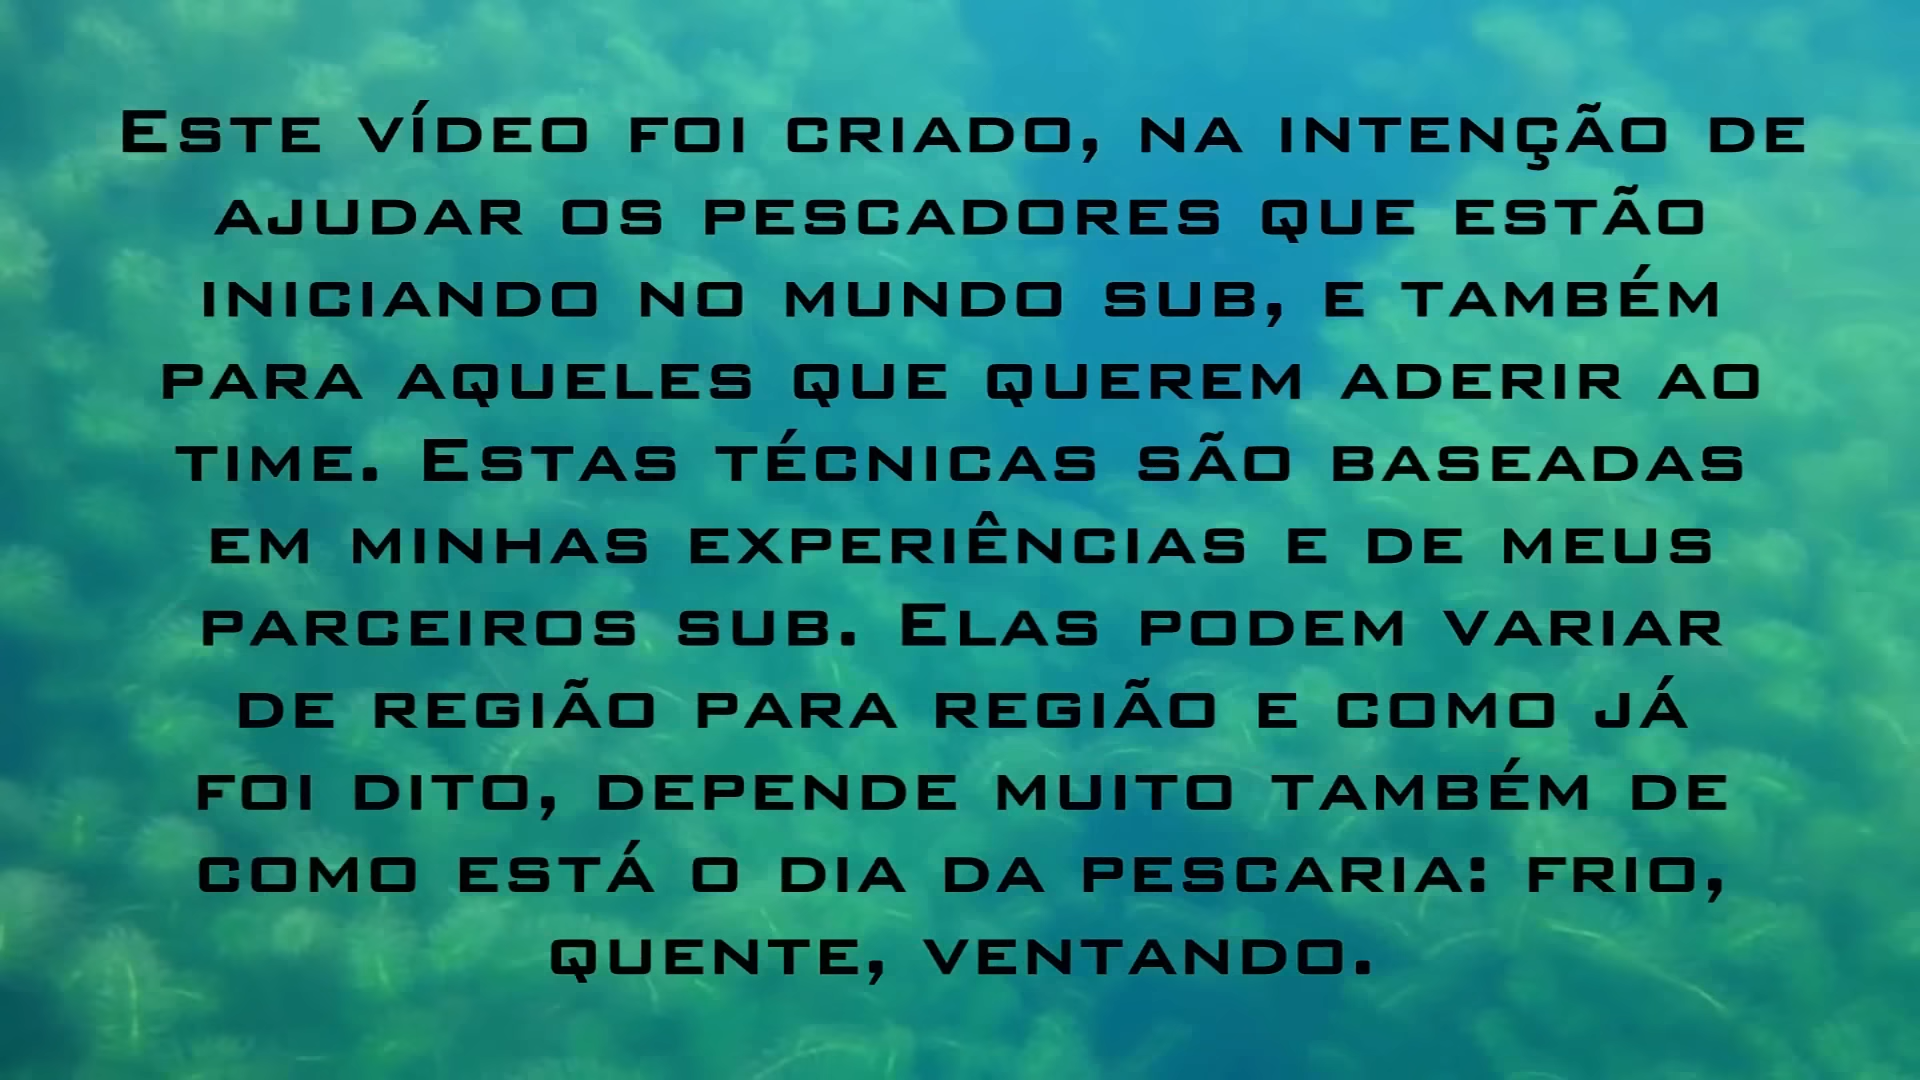 Este vídeo foi criado, na intenção de
ajudar os pescadores que estão
iniciando no mundo sub, e também
para aqueles que querem aderir ao
time. Estas técnicas são baseadas
em minhas experiências e de meus
parceiros sub. Elas podem variar
de região para região e como já
foi dito, depende muito também de
como está o dia da pescaria: frio,
quente, ventando.